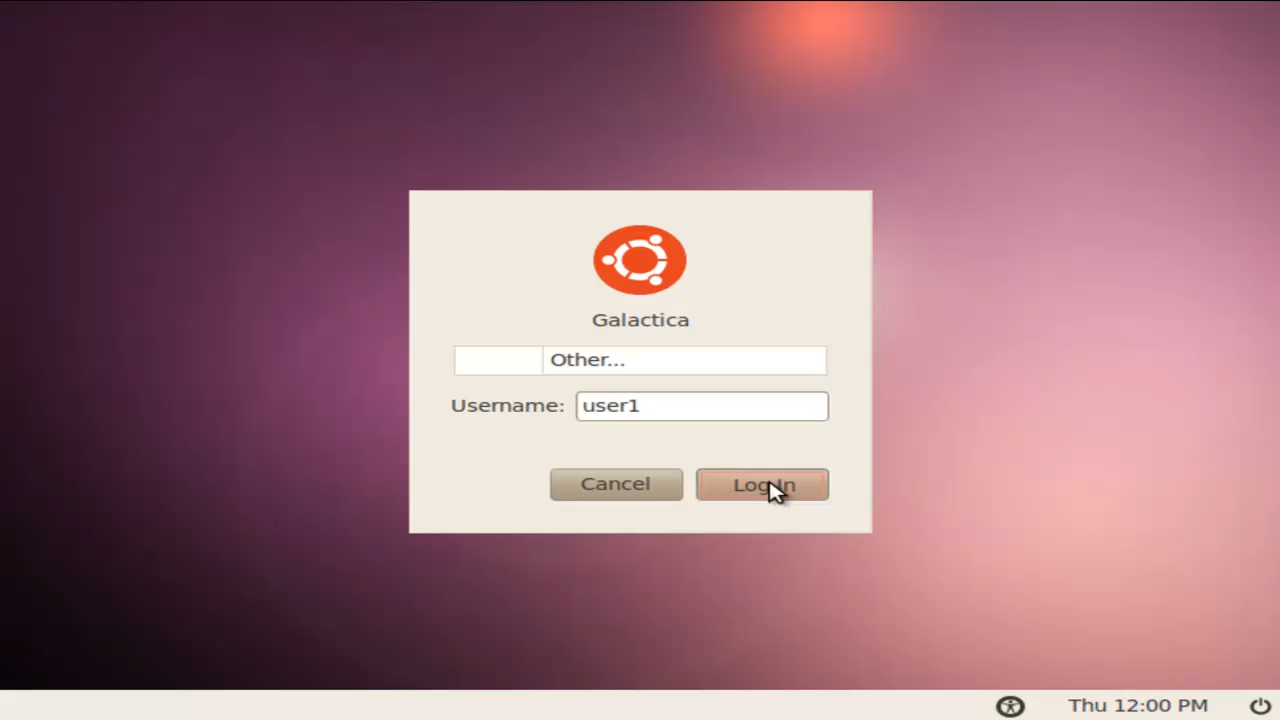 Galactica
Other...
Username: user1
Cancel Log In
Thu 12:00 PM